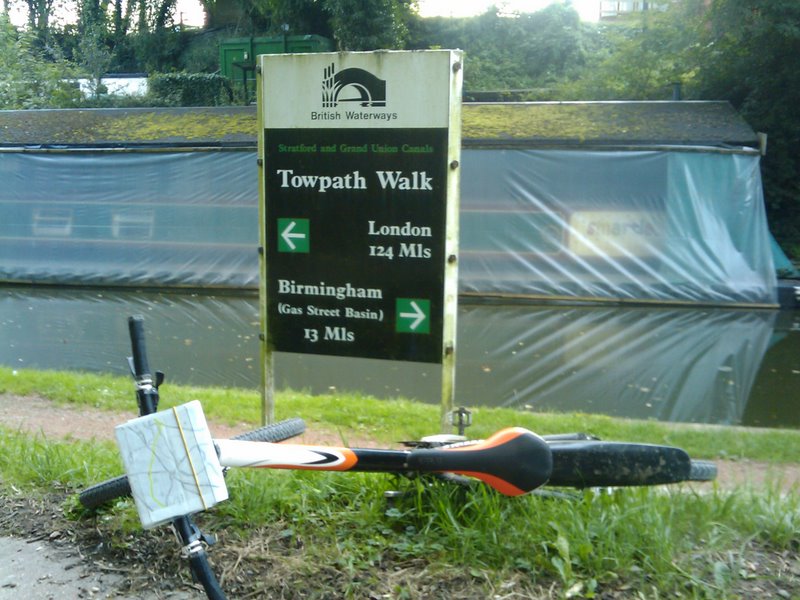 British Waterways
Stratford and Grand Union Canals
Towpath Walk
London
124 Mls
Birmingham
(Gas Street Basin)
13 Mls